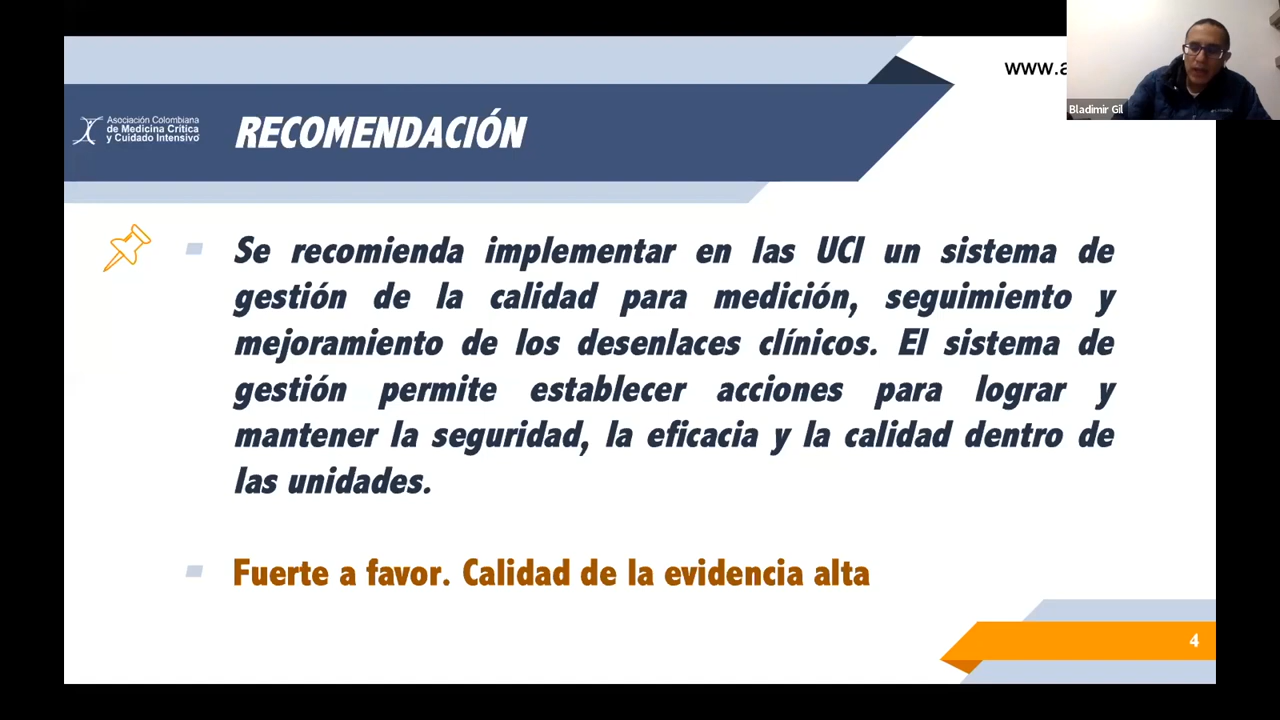 www.a
Bladimir Gil
Asociación Colombiana
de Medicina Crítica
y Cuidado Intensivo
RECOMENDACIÓN
Se recomienda implementar en las UCI un sistema de
gestión de la calidad para medición, seguimiento y
mejoramiento de los desenlaces clínicos. El sistema de
gestión permite establecer acciones para lograr y
mantener la seguridad, la eficacia y la calidad dentro de
las unidades.
Fuerte a favor. Calidad de la evidencia alta
4